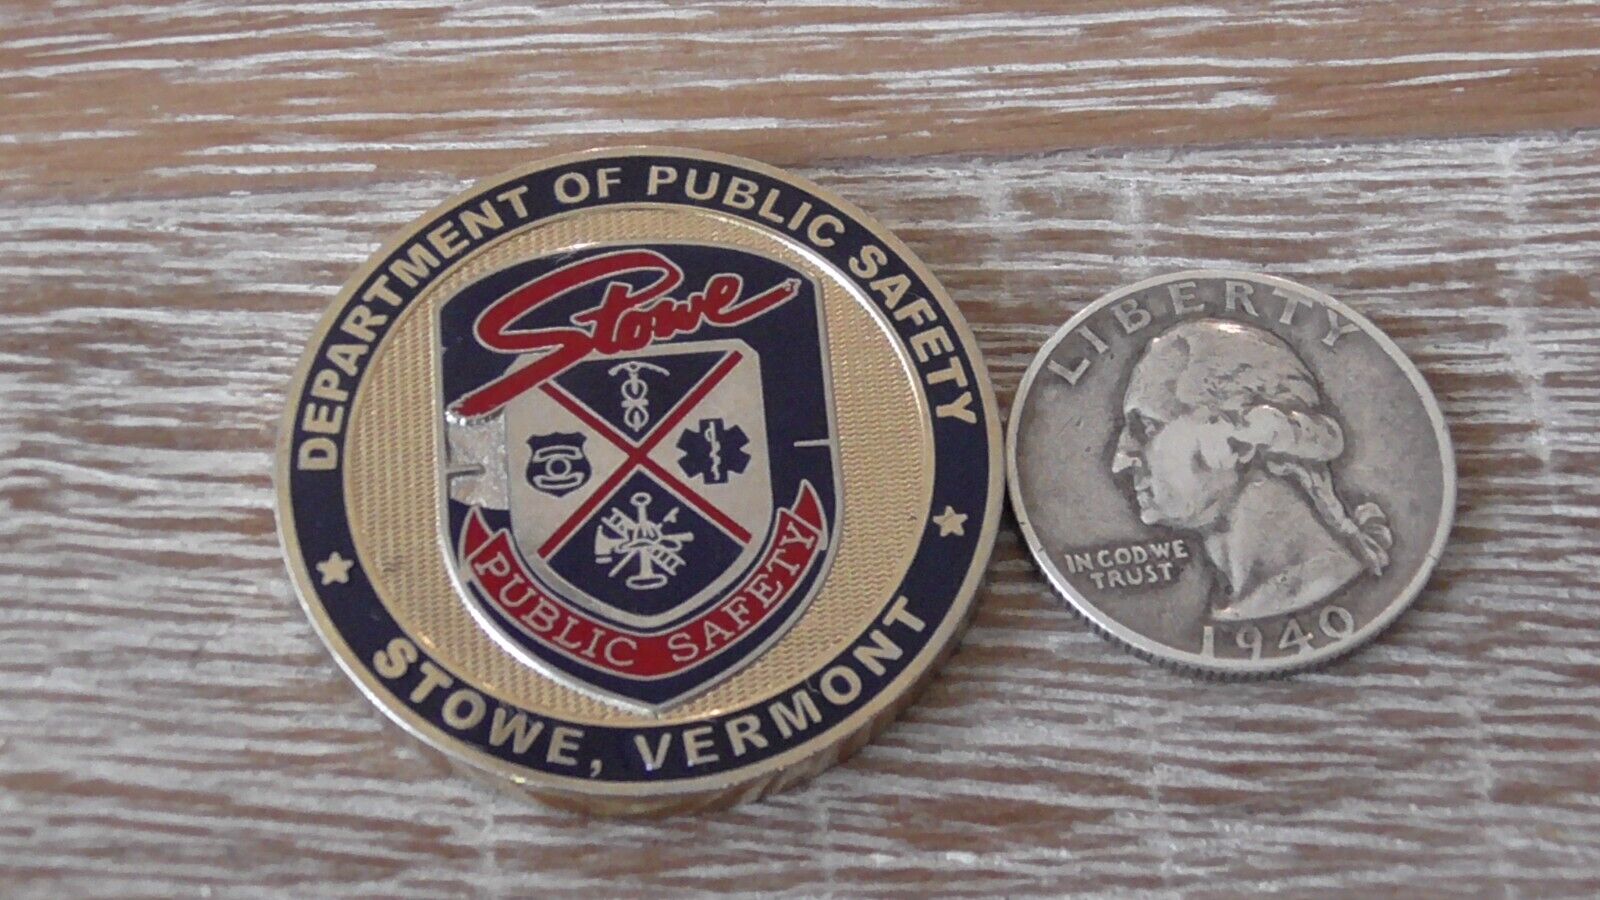 DEPARTMENT OF PUBLIC SAFETY
Stowe
PUBLIC SAFETY
STOWE, VERMONT
LIBERTY
IN GOD WE
TRUST
1940